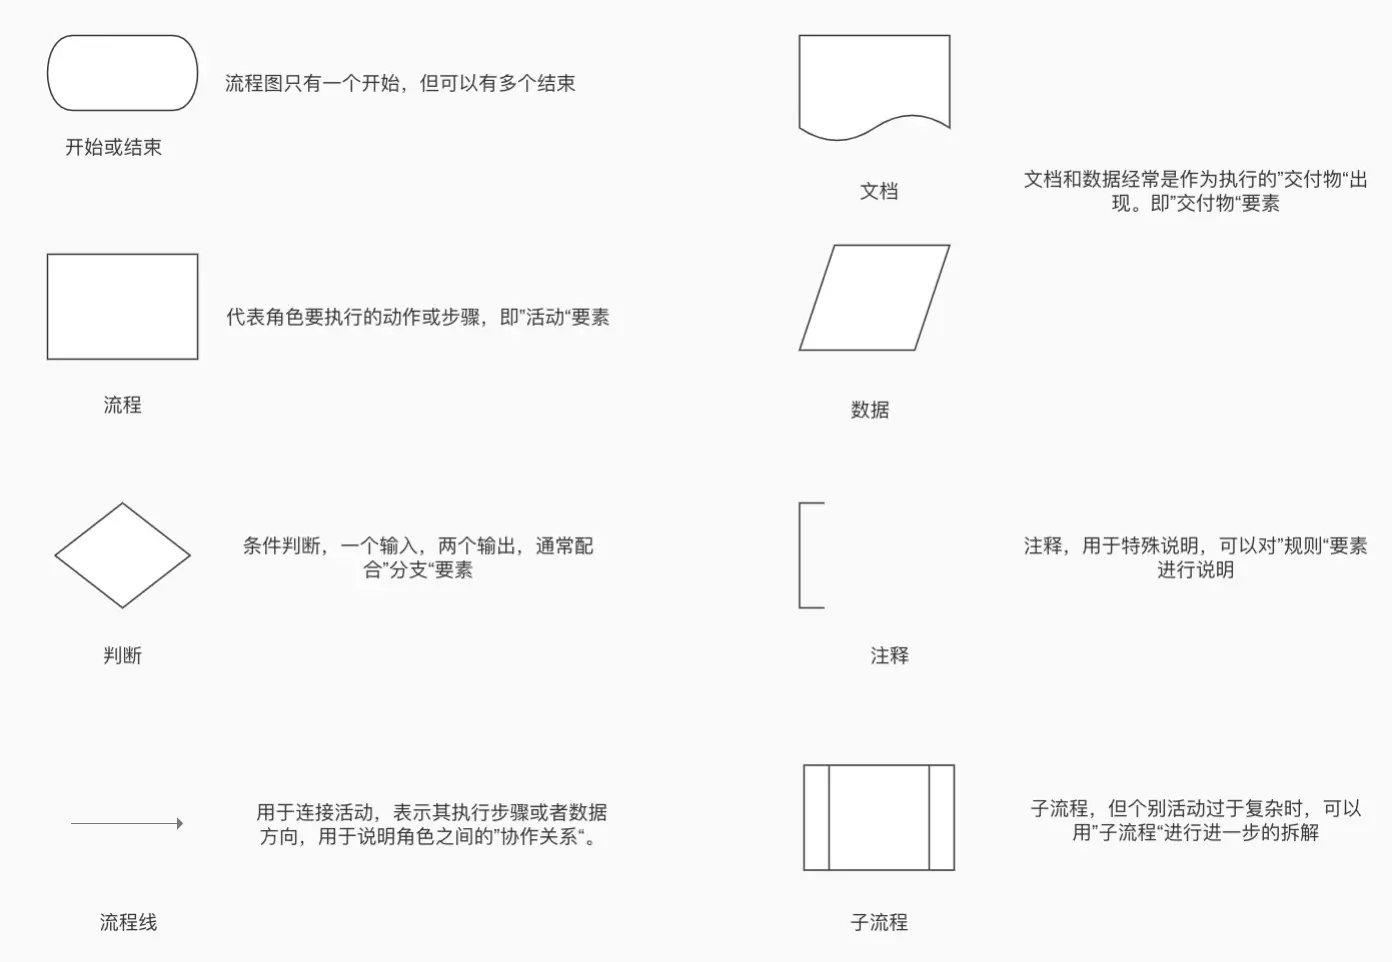 流程图只有一个开始，但可以有多个结束
开始或结束
代表角色要执行的动作或步骤，即”活动“要素
流程
条件判断，一个输入，两个输出，通常配
合”分支“要素
判断
用于连接活动，表示其执行步骤或者数据
方向，用于说明角色之间的”协作关系“。
流程线
文档
文档和数据经常是作为执行的”交付物“出
现。即”交付物“要素
数据
注释，用于特殊说明，可以对”规则“要素
进行说明
注释
子流程，但个别活动过于复杂时，可以
用”子流程“进行进一步的拆解
子流程